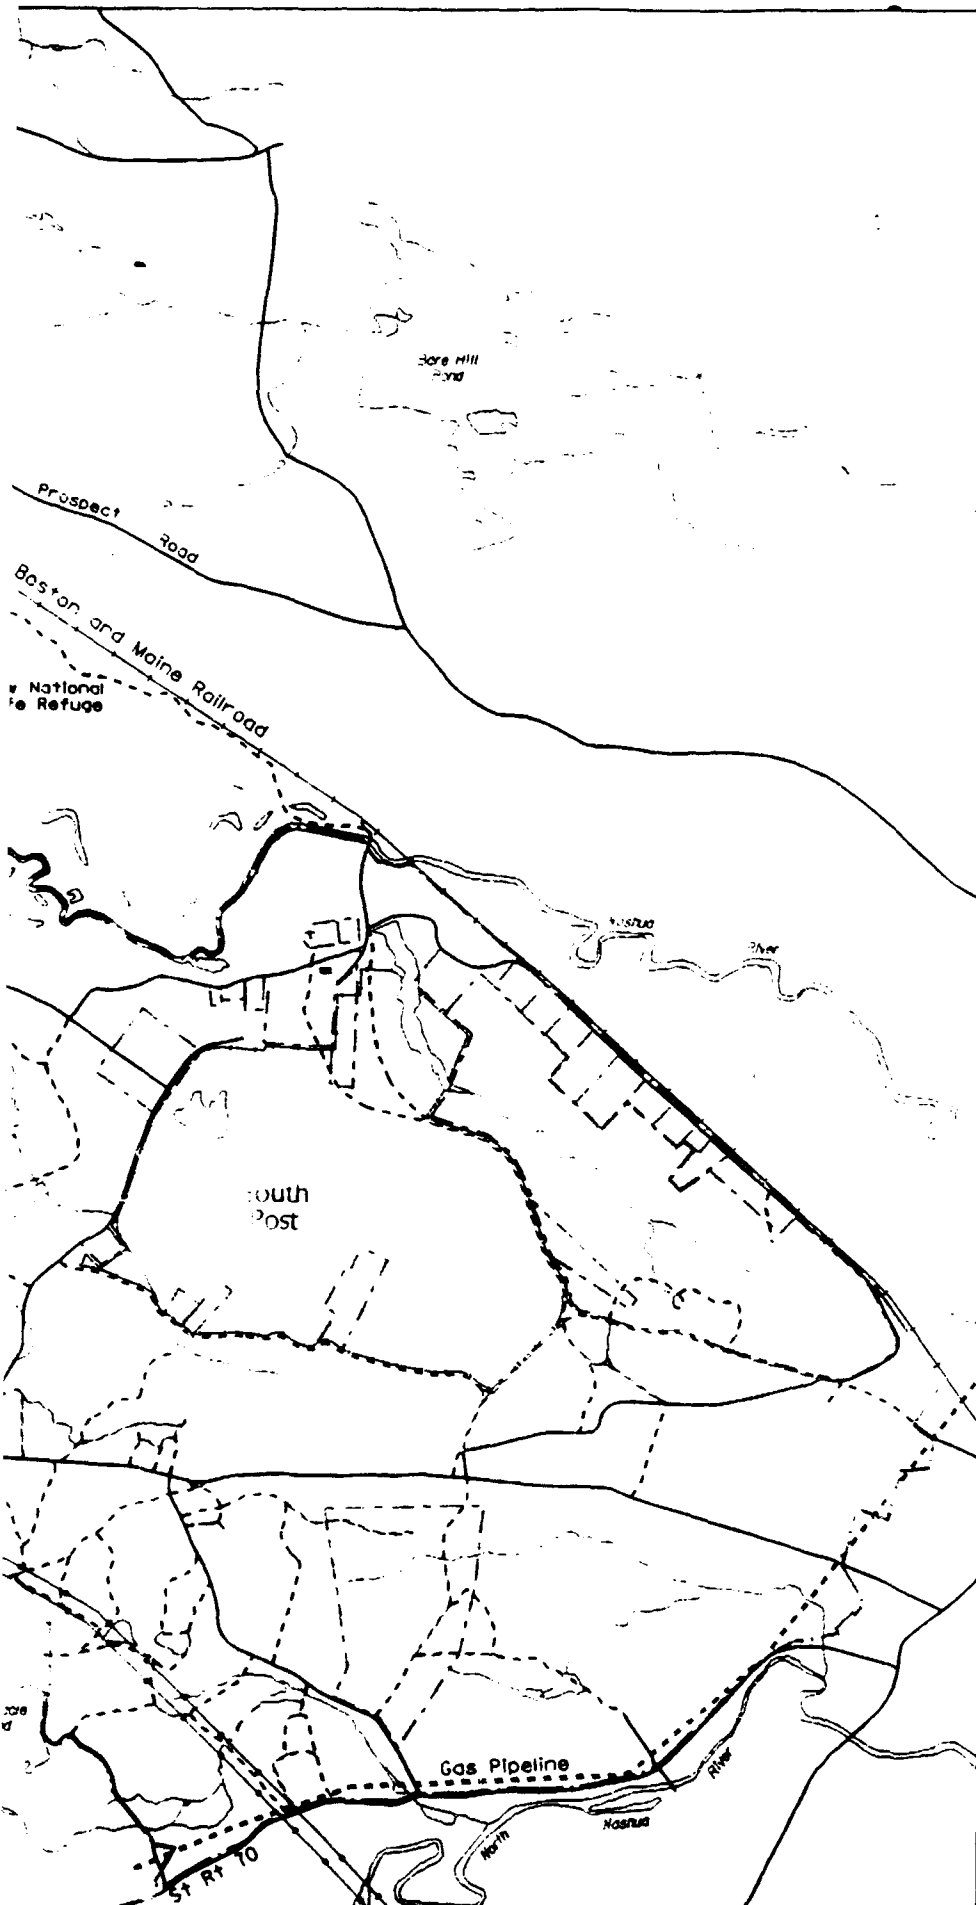 Bare Hill
Pond
Prospect
Road
Boston and Maine Railroad
National
Refuge
Nashua
River
outh
Post
Gas Pipeline
River
Nashua
North
St Rt 70